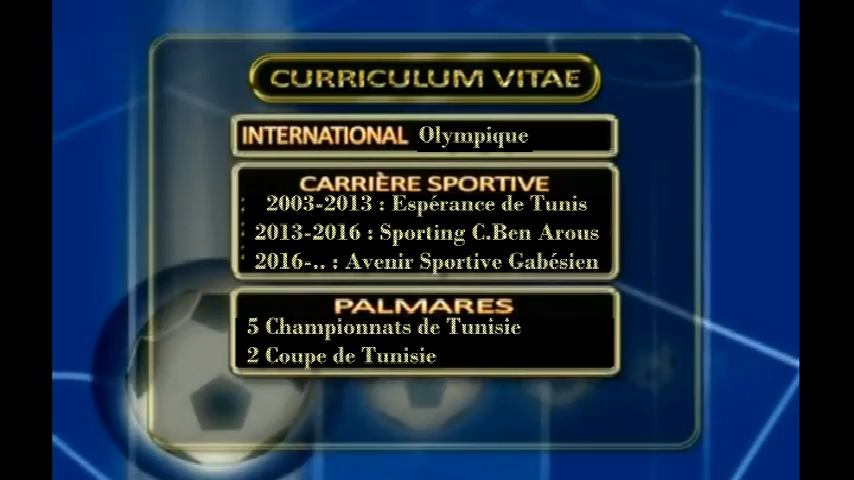 CURRICULUM VITAE
INTERNATIONAL Olympique
CARRIÈRE SPORTIVE
2003-2013 : Espérance de Tunis
2013-2016 : Sporting C.Ben Arous
2016-.. : Avenir Sportive Gabésien
PALMARES
5 Championnats de Tunisie
2 Coupe de Tunisie